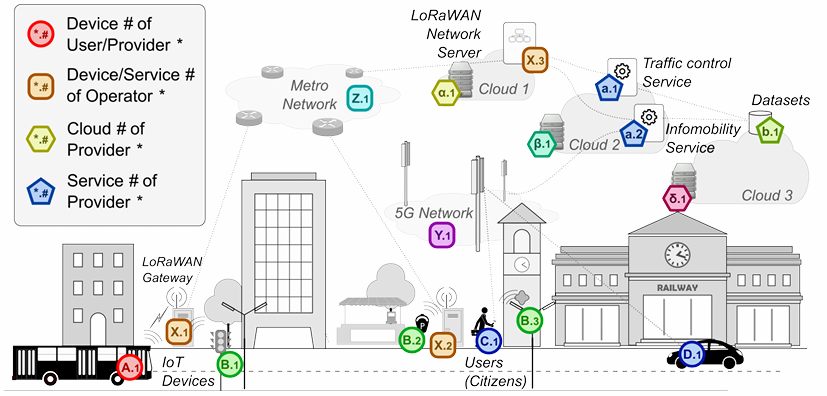 *.#
Device # of
User/Provider *
*.#
Device/Service #
of Operator *
*.#
Cloud # of
Provider *
*.#
Service # of
Provider *
LoRaWAN
Network
Server
X.3
α.1
Cloud 1
Metro
Network
Z.1
Traffic control
Service
a.1
a.2
Infomobility
Service
Datasets
b.1
β.1
Cloud 2
δ.1
Cloud 3
5G Network
Y.1
LoRaWAN
Gateway
X.1
A.1
IoT
Devices
B.1
P
B.2
X.2
C.1
Users
(Citizens)
B.3
RAILWAY
D.1